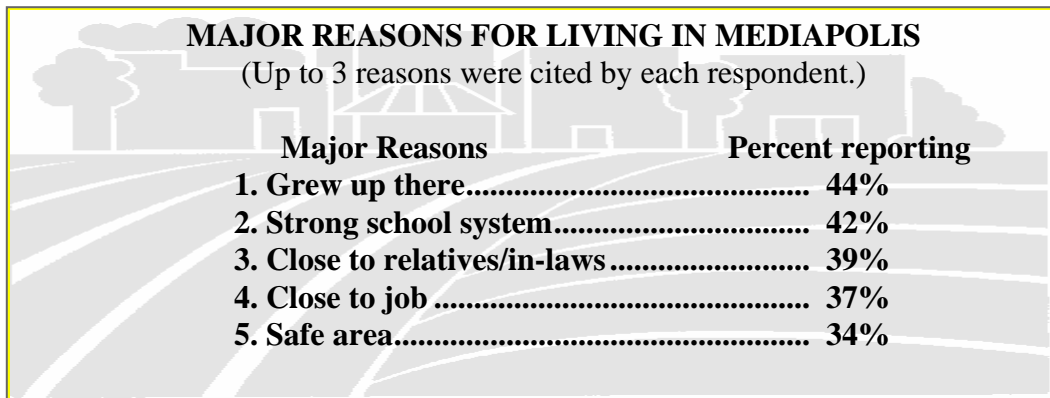 MAJOR REASONS FOR LIVING IN MEDIAPOLIS
(Up to 3 reasons were cited by each respondent.)
Major Reasons Percent reporting
1. Grew up there........................................... 44%
2. Strong school system................................ 42%
3. Close to relatives/in-laws......................... 39%
4. Close to job ............................................... 37%
5. Safe area.................................................... 34%